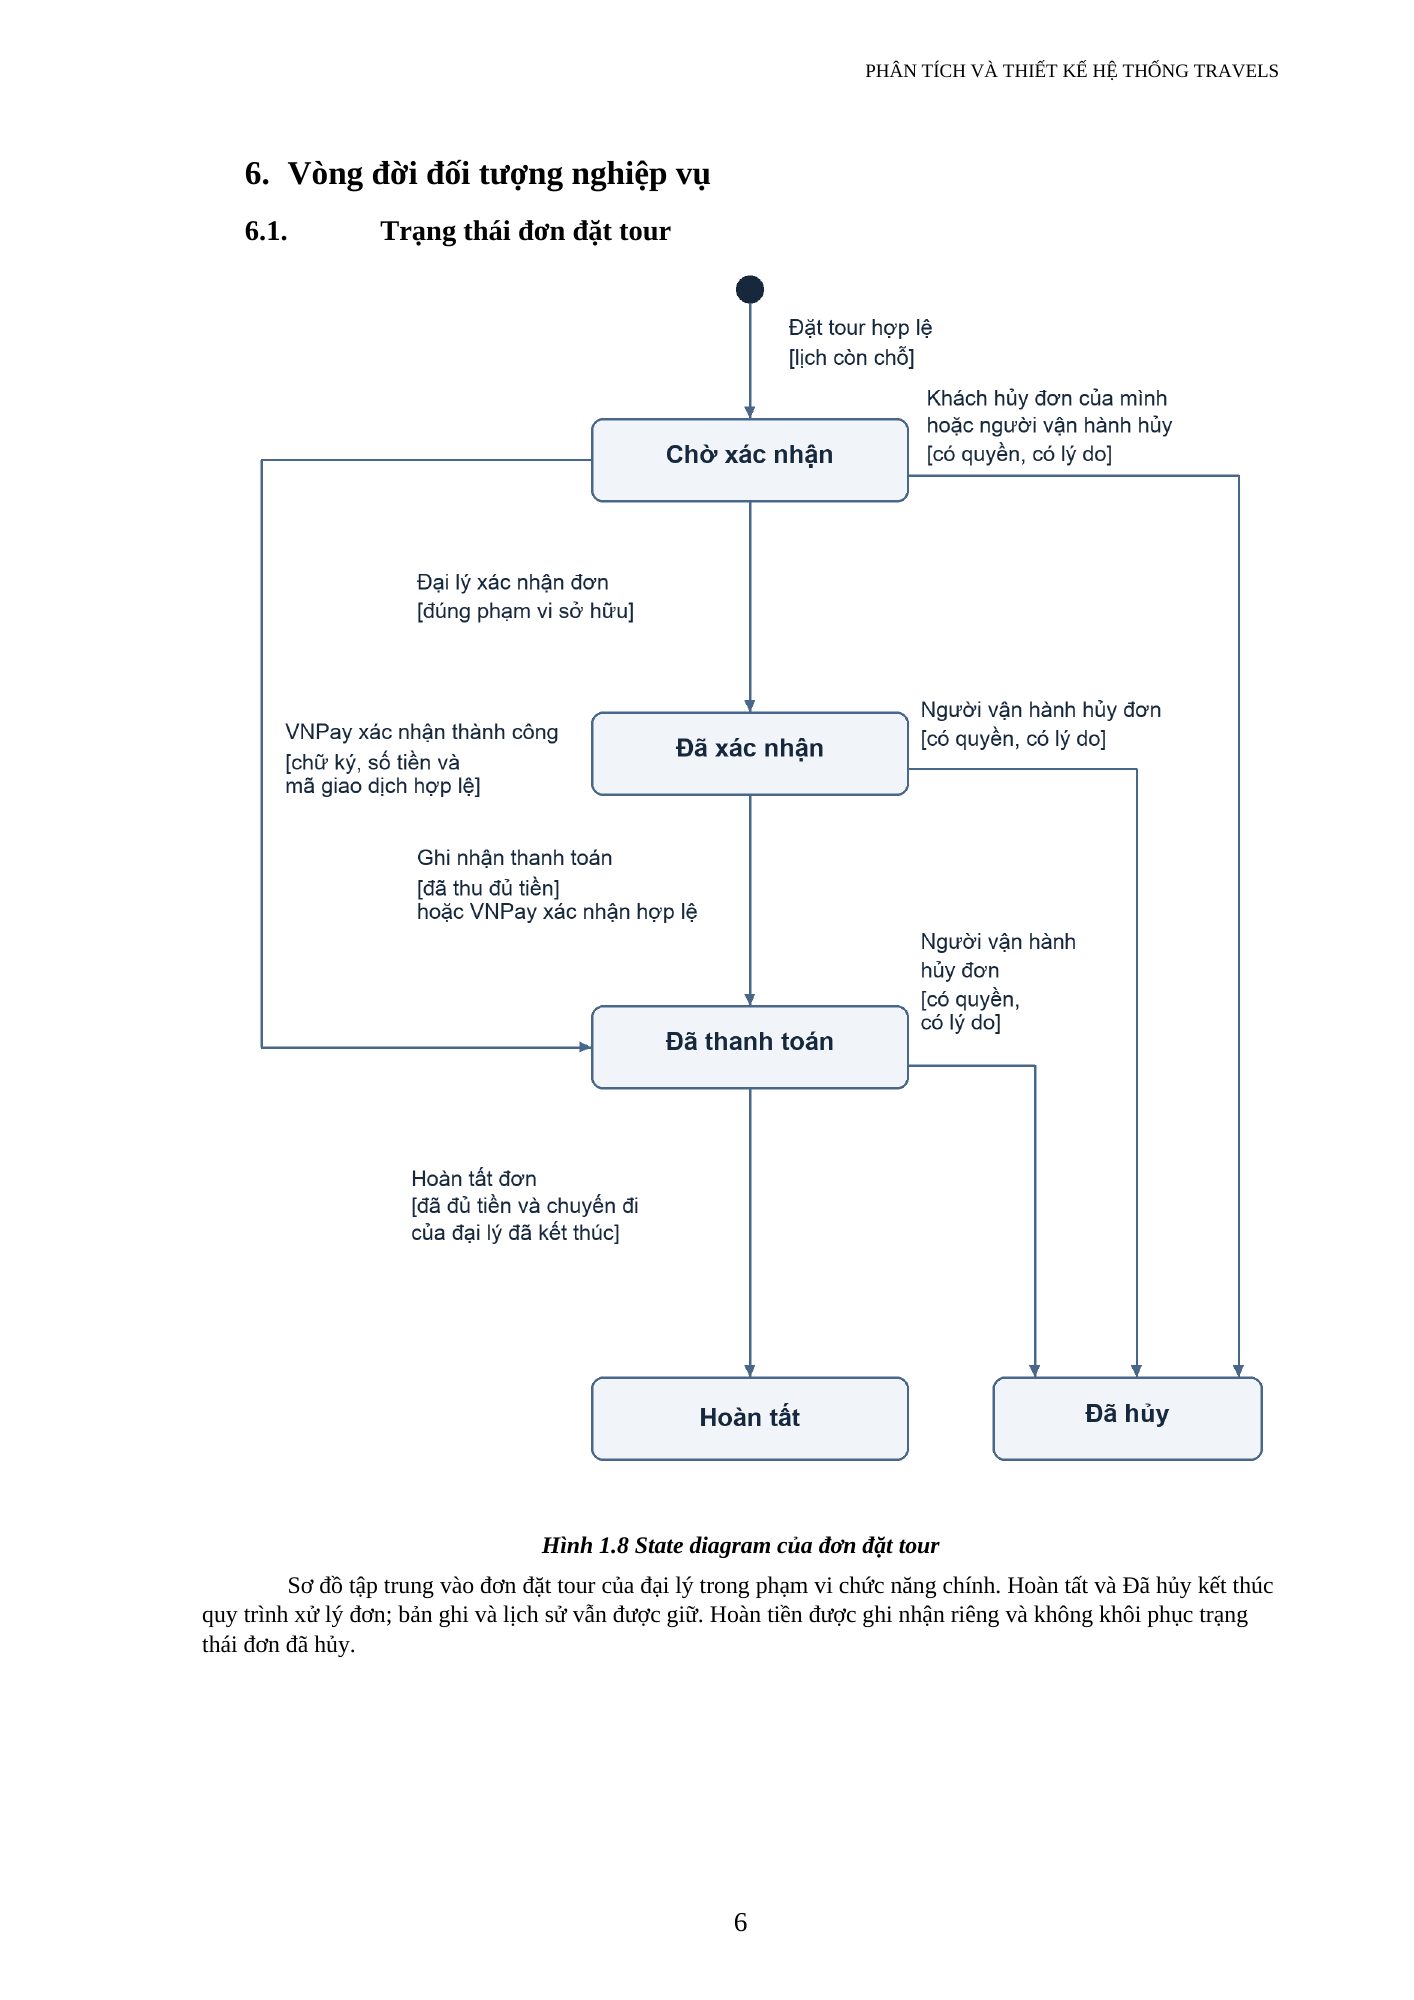 PHÂN TÍCH VÀ THIẾT KẾ HỆ THỐNG TRAVELS
6. Vòng đời đối tượng nghiệp vụ
6.1. Trạng thái đơn đặt tour
Đặt tour hợp lệ
[lịch còn chỗ]
Khách hủy đơn của mình
hoặc người vận hành hủy
[có quyền, có lý do]
Chờ xác nhận
Đại lý xác nhận đơn
[đúng phạm vi sở hữu]
Người vận hành hủy đơn
[có quyền, có lý do]
Đã xác nhận
VNPay xác nhận thành công
[chữ ký, số tiền và
mã giao dịch hợp lệ]
Ghi nhận thanh toán
[đã thu đủ tiền]
hoặc VNPay xác nhận hợp lệ
Người vận hành
hủy đơn
[có quyền,
có lý do]
Đã thanh toán
Hoàn tất đơn
[đã đủ tiền và chuyến đi
của đại lý đã kết thúc]
Hoàn tất
Đã hủy
Hình 1.8 State diagram của đơn đặt tour
Sơ đồ tập trung vào đơn đặt tour của đại lý trong phạm vi chức năng chính. Hoàn tất và Đã hủy kết thúc
quy trình xử lý đơn; bản ghi và lịch sử vẫn được giữ. Hoàn tiền được ghi nhận riêng và không khôi phục trạng
thái đơn đã hủy.
6